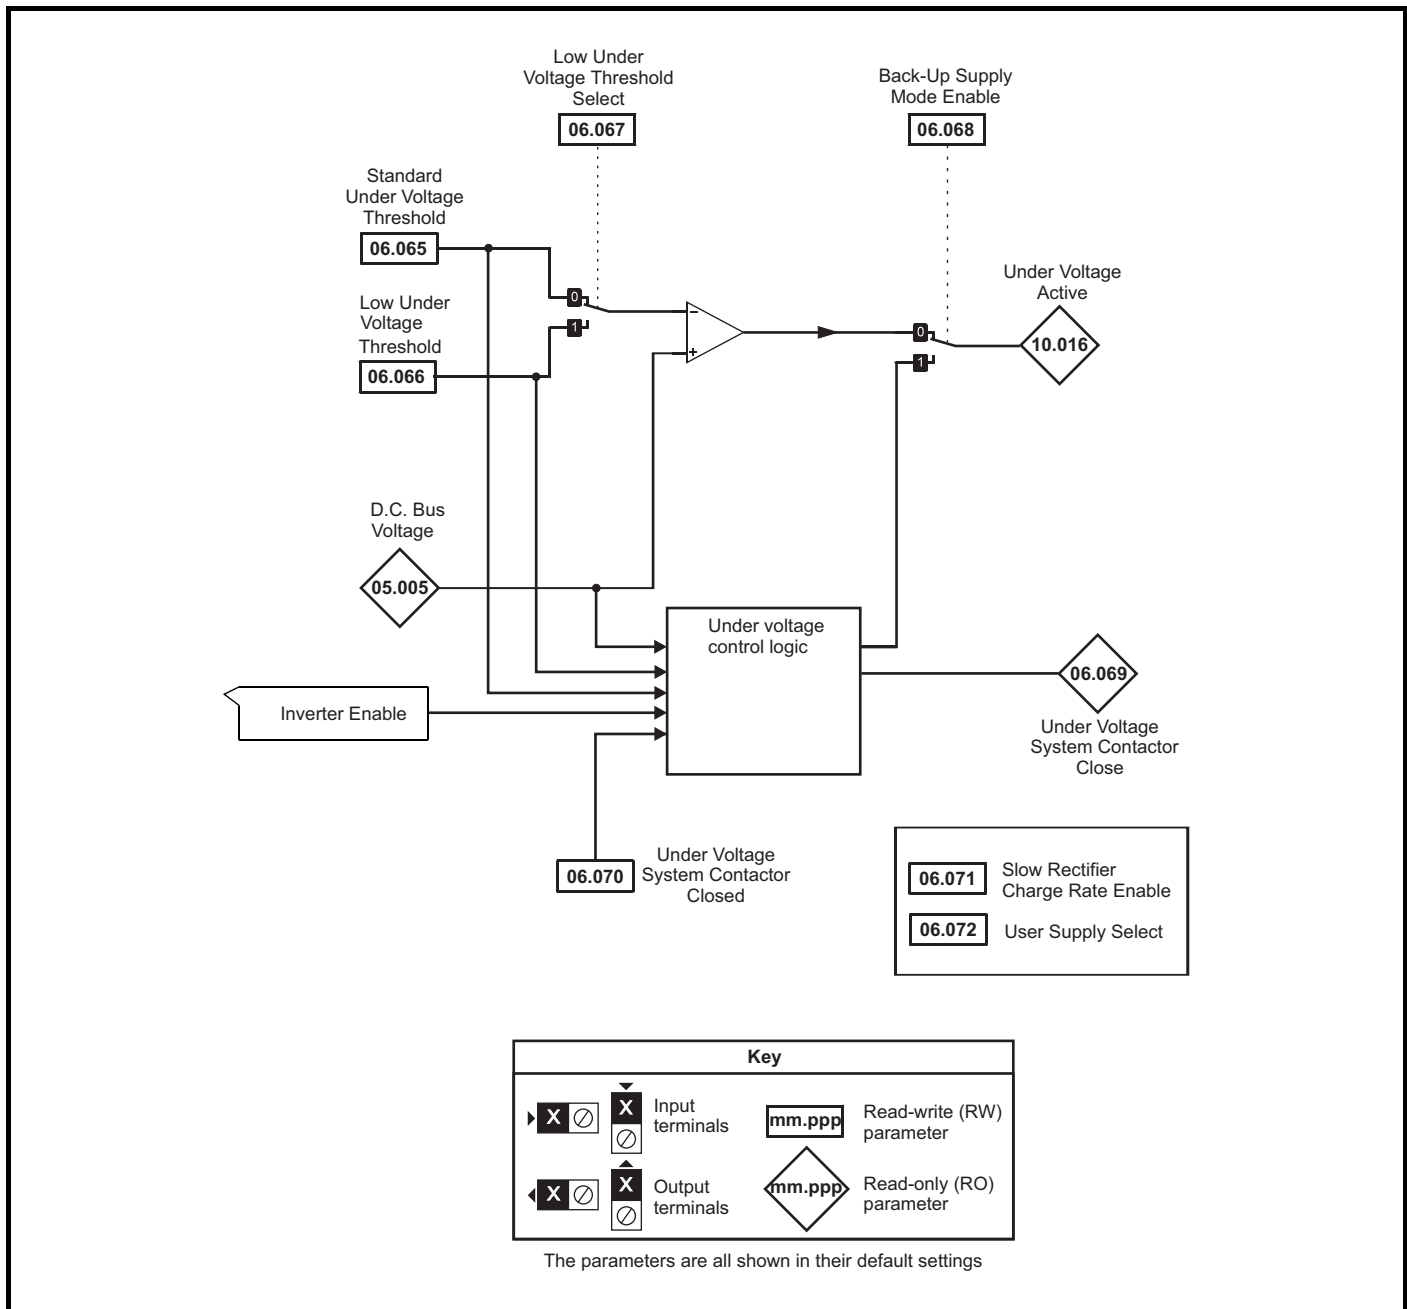 Low Under
Voltage Threshold
Select
06.067
Back-Up Supply
Mode Enable
06.068
Standard
Under Voltage
Threshold
06.065
Low Under
Voltage
Threshold
06.066
0
1
−
+
0
1
Under Voltage
Active
10.016
D.C. Bus
Voltage
05.005
Under voltage
control logic
Inverter Enable
06.069
Under Voltage
System Contactor
Close
06.070
Under Voltage
System Contactor
Closed
06.071
Slow Rectifier
Charge Rate Enable
06.072
User Supply Select
Key
X
X
Input
terminals
mm.ppp
Read-write (RW)
parameter
X
X
Output
terminals
mm.ppp
Read-only (RO)
parameter
The parameters are all shown in their default settings